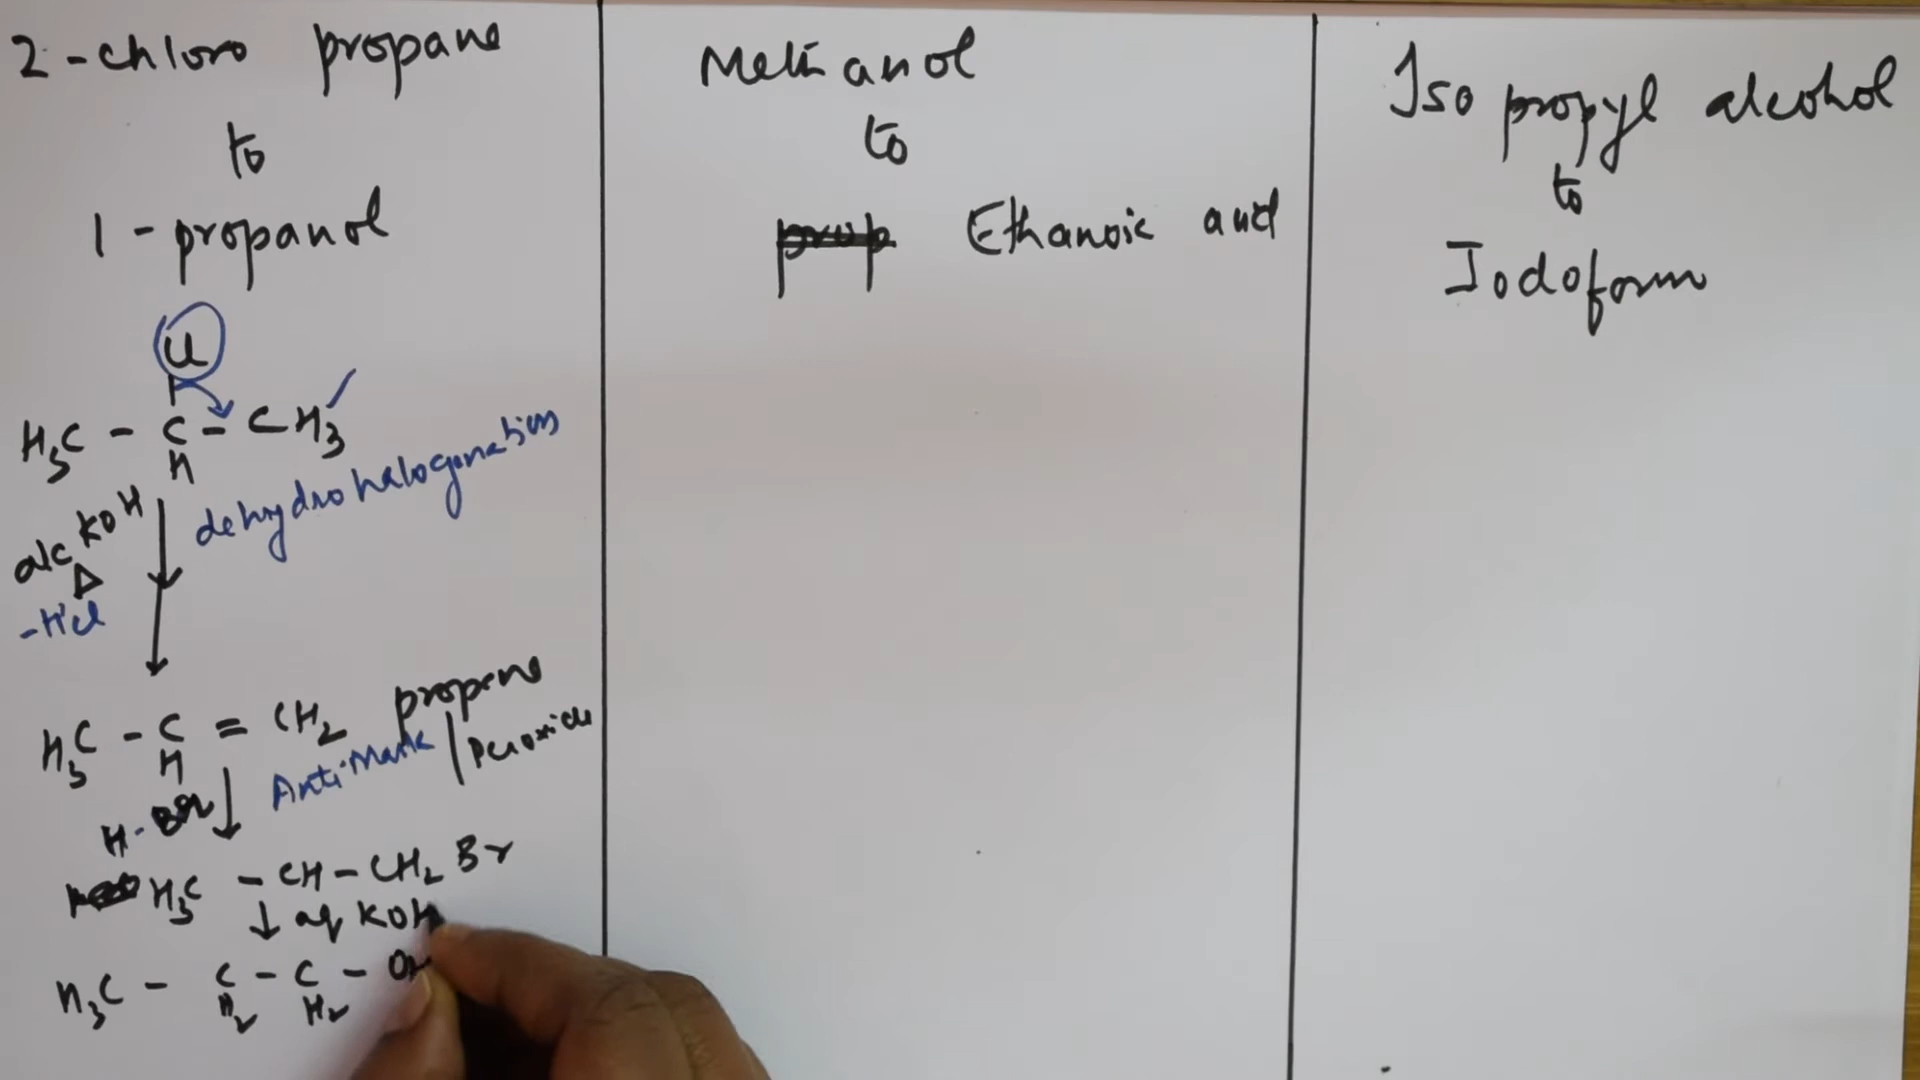 2-chloro propane
to
1-propanol
Cl
H3C - C - CH3
H
alc KOH
Δ
-HCl
dehydrohalogenation
H3C - C = CH2 propene
H
H-Br
Anti Mark / Peroxide
H3C - CH - CH2 Br
↓ aq KOH
H3C - C - C - OH
H2 H2
Methanol
to
Ethanoic acid
Iso propyl alcohol
to
Iodoform